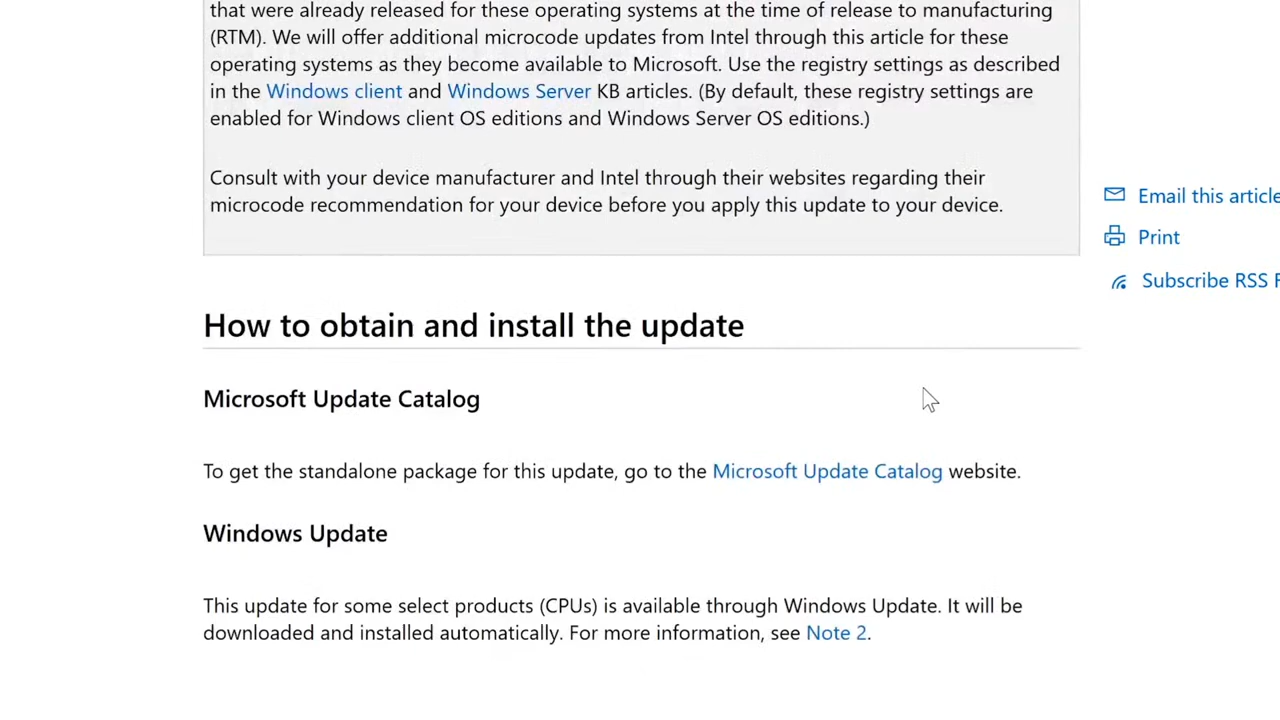 that were already released for these operating systems at the time of release to manufacturing
(RTM). We will offer additional microcode updates from Intel through this article for these
operating systems as they become available to Microsoft. Use the registry settings as described
in the Windows client and Windows Server KB articles. (By default, these registry settings are
enabled for Windows client OS editions and Windows Server OS editions.)
Consult with your device manufacturer and Intel through their websites regarding their
microcode recommendation for your device before you apply this update to your device.
Email this article
Print
Subscribe RSS F
How to obtain and install the update
Microsoft Update Catalog
To get the standalone package for this update, go to the Microsoft Update Catalog website.
Windows Update
This update for some select products (CPUs) is available through Windows Update. It will be
downloaded and installed automatically. For more information, see Note 2.